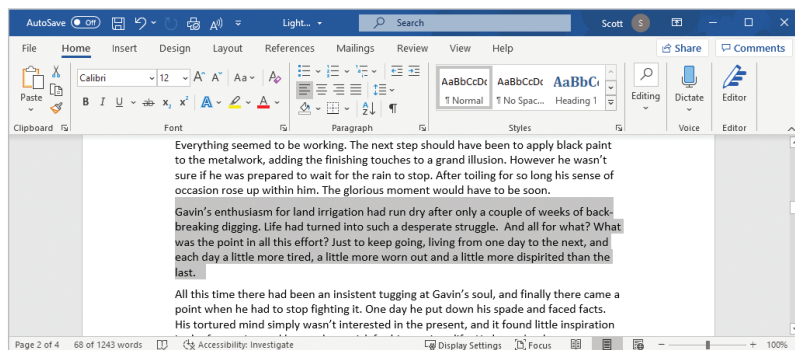 AutoSave Off Light... Search Scott S
File Home Insert Design Layout References Mailings Review View Help Share Comments
Paste Calibri 12 A A Aa A AaBbCcDc AaBbCcDc AaBbCc Editing Dictate Editor
B I U ab x₂ x² A A ¶ Normal ¶ No Spac... Heading 1
Clipboard Font Paragraph Styles Voice Editor
Everything seemed to be working. The next step should have been to apply black paint
to the metalwork, adding the finishing touches to a grand illusion. However he wasn't
sure if he was prepared to wait for the rain to stop. After toiling for so long his sense of
occasion rose up within him. The glorious moment would have to be soon.
Gavin's enthusiasm for land irrigation had run dry after only a couple of weeks of back-
breaking digging. Life had turned into such a desperate struggle.  And all for what? What
was the point in all this effort? Just to keep going, living from one day to the next, and
each day a little more tired, a little more worn out and a little more dispirited than the
last.
All this time there had been an insistent tugging at Gavin's soul, and finally there came a
point when he had to stop fighting it. One day he put down his spade and faced facts.
His tortured mind simply wasn't interested in the present, and it found little inspiration
Page 2 of 4 68 of 1243 words Accessibility: Investigate Display Settings Focus 100%